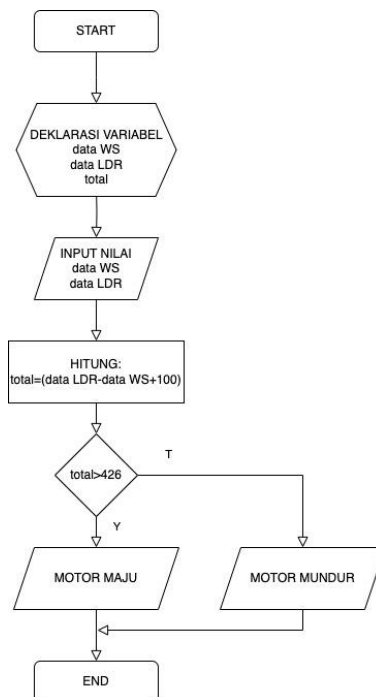 START
DEKLARASI VARIABEL
data WS
data LDR
total
INPUT NILAI
data WS
data LDR
HITUNG:
total=(data LDR-data WS+100)
total>426
T
Y
MOTOR MAJU
MOTOR MUNDUR
END